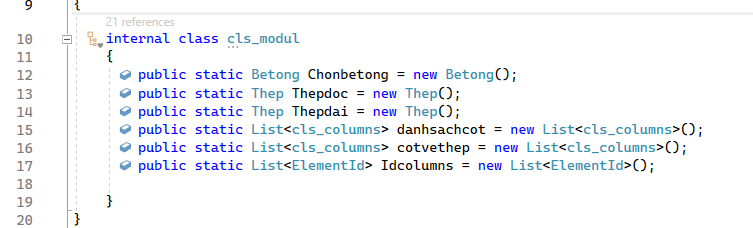 9 {
21 references
10 internal class cls_modul
11 {
12 public static Betong Chonbetong = new Betong();
13 public static Thep Thepdoc = new Thep();
14 public static Thep Thepdai = new Thep();
15 public static List<cls_columns> danhsachcot = new List<cls_columns>();
16 public static List<cls_columns> cotvethep = new List<cls_columns>();
17 public static List<ElementId> Idcolumns = new List<ElementId>();
18
19 }
20 }